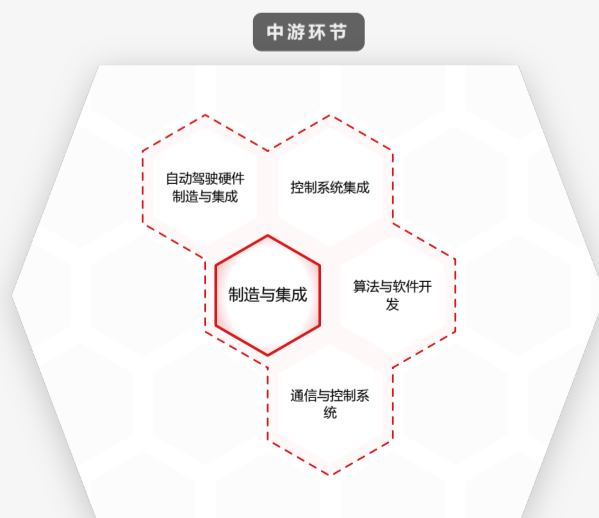 中游环节
自动驾驶硬件
制造与集成
控制系统集成
制造与集成
算法与软件开
发
通信与控制系
统